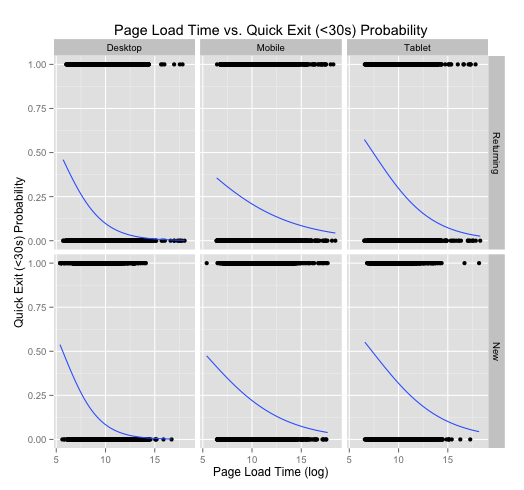 Page Load Time vs. Quick Exit (<30s) Probability
Desktop Mobile Tablet
Quick Exit (<30s) Probability
1.00
0.75
0.50
0.25
0.00
Returning
1.00
0.75
0.50
0.25
0.00
New
5 10 15 5 10 15 5 10 15
Page Load Time (log)